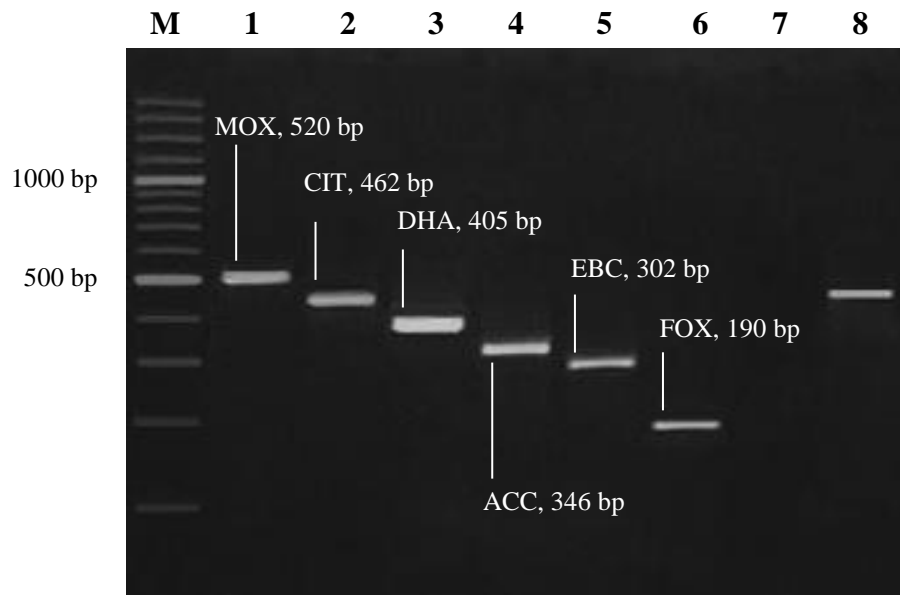 M 1 2 3 4 5 6 7 8
MOX, 520 bp
1000 bp
CIT, 462 bp
DHA, 405 bp
EBC, 302 bp
500 bp
FOX, 190 bp
ACC, 346 bp